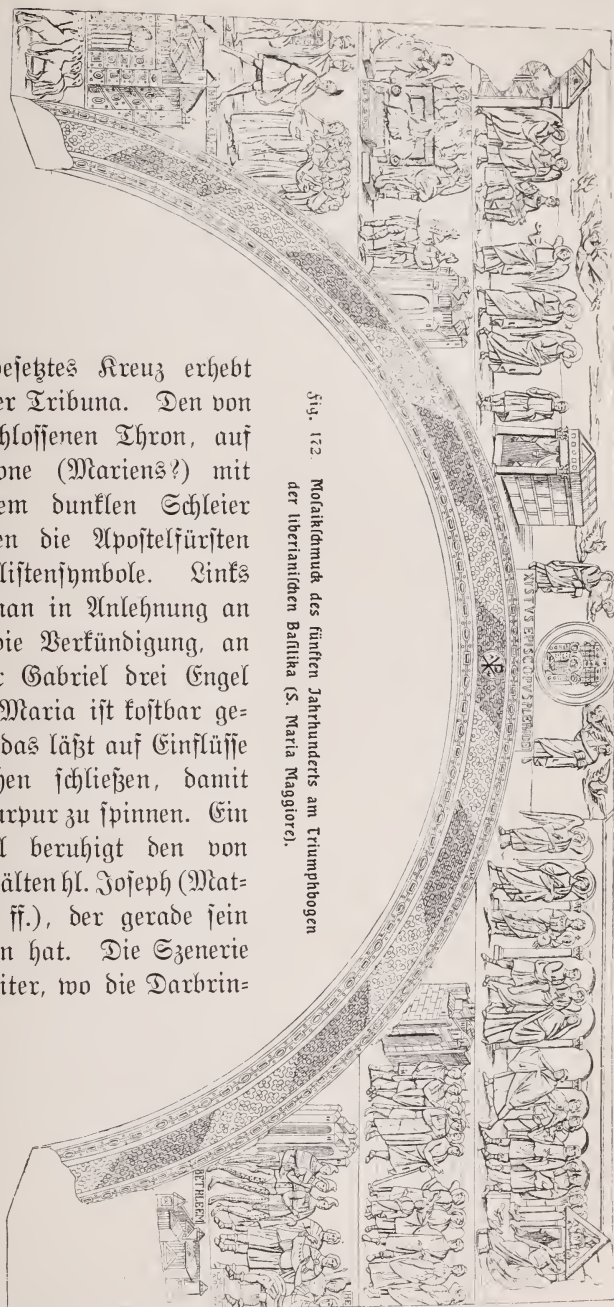 besetztes Kreuz erhebt
er Tribuna. Den von
hlossenen Thron, auf
one (Mariens?) mit
em dunklen Schleier
en die Apostelfürsten
listensymbole. Links
nan in Anlehnung an
die Verkündigung, an
r Gabriel drei Engel
Maria ist kostbar ge=
das läßt auf Einflüsse
hen schließen, damit
urpur zu spinnen. Ein
l beruhigt den von
älten hl. Joseph (Mat=
ff.), der gerade sein
n hat. Die Szenerie
iter, wo die Darbrin=
Fig. 172. Mosaikschmuck des fünften Jahrhunderts am Triumphbogen
der liberianischen Basilika (S. Maria Maggiore).
XISTVS EPISCOPVS PLEBI DEI
BETHLEEM